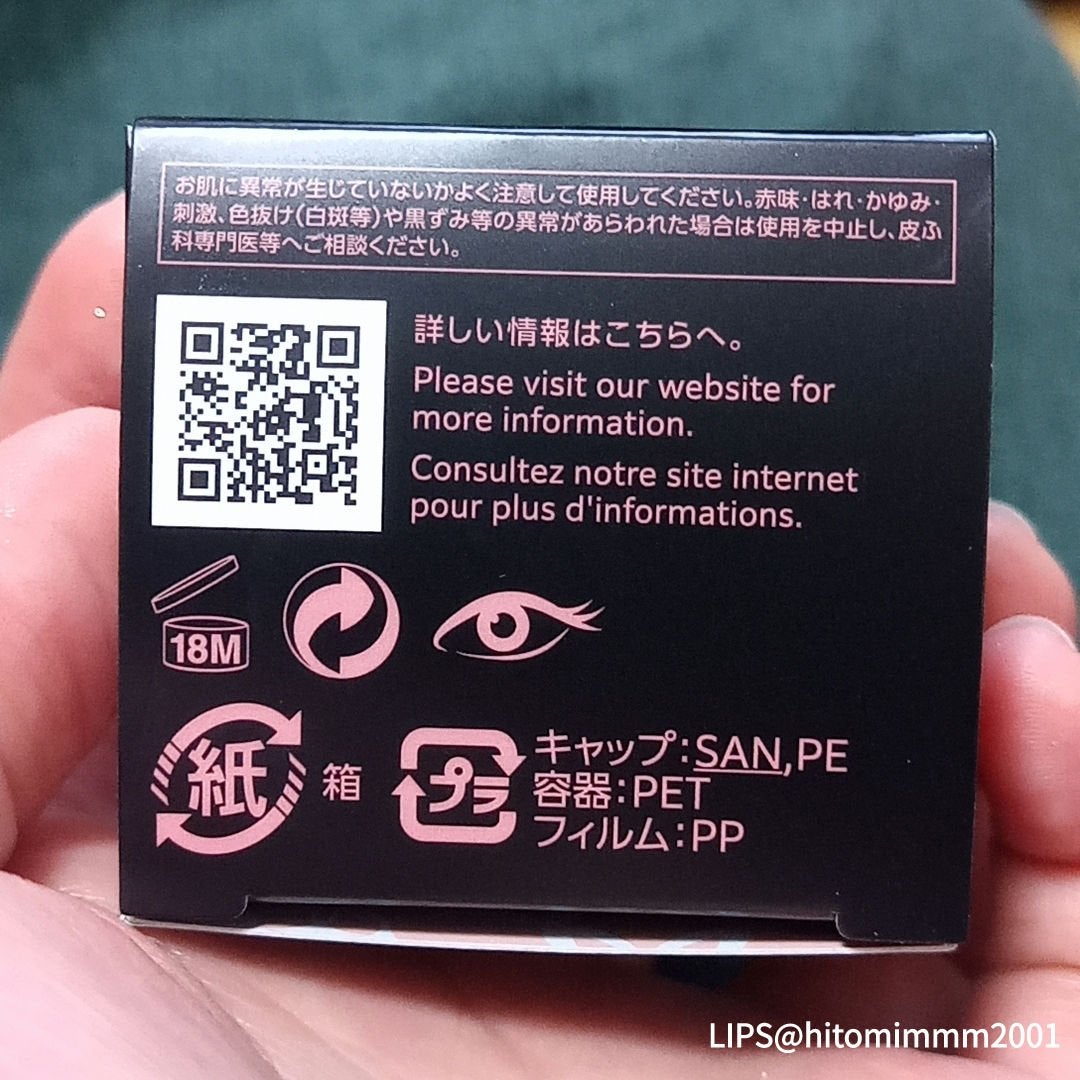 お肌に異常が生じていないかよく注意して使用してください。赤味・はれ・かゆみ・
刺激、色抜け(白斑等)や黒ずみ等の異常があらわれた場合は使用を中止し、皮ふ
科専門医等へご相談ください。
詳しい情報はこちらへ。
Please visit our website for
more information.
Consultez notre site internet
pour plus d'informations.
18M
紙
箱
プラ
キャップ:SAN,PE
容器:PET
フィルム:PP
LIPS@hitomimmm2001